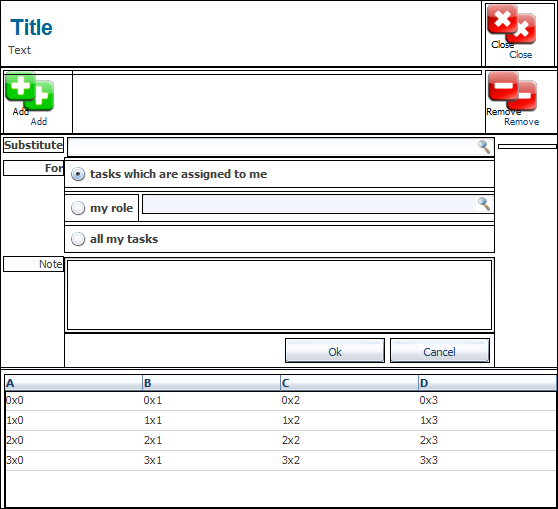 Title
Text
Close
Close
Add
Add
Remove
Remove
Substitute
For
tasks which are assigned to me
my role
all my tasks
Note
Ok Cancel
A B C D
0x0 0x1 0x2 0x3
1x0 1x1 1x2 1x3
2x0 2x1 2x2 2x3
3x0 3x1 3x2 3x3